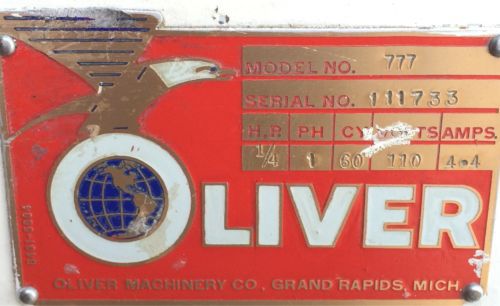 MODEL NO. 777
SERIAL NO. 111733
H.P. PH CY. VOLTS AMPS.
1/4 1 60 110 4.4
OLIVER
OLIVER MACHINERY CO., GRAND RAPIDS, MICH.